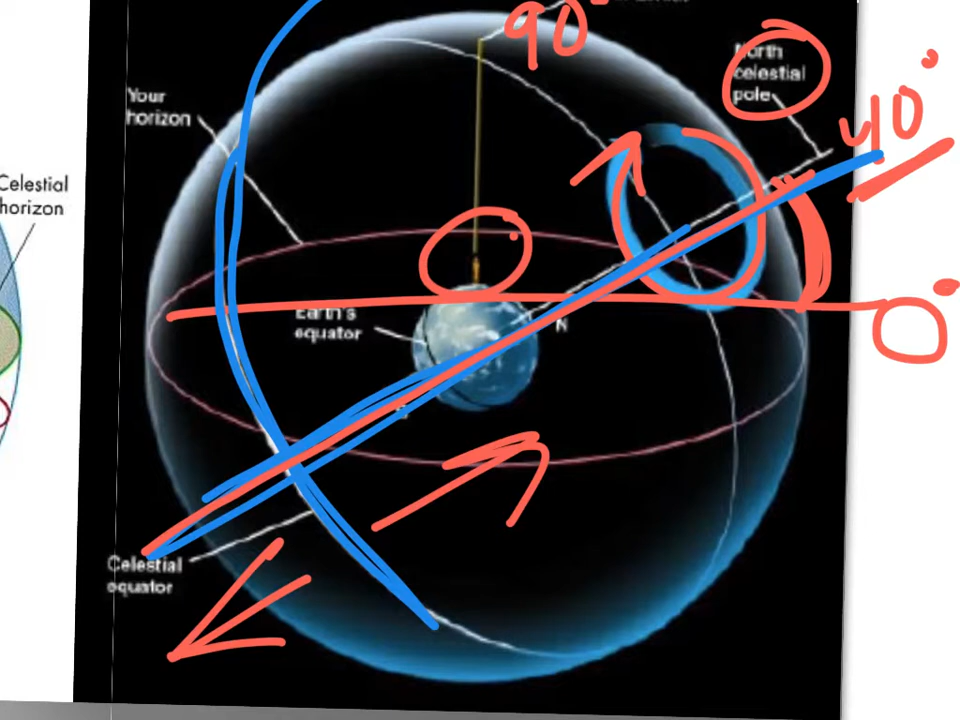 90°
North
celestial
pole
40°
Your
horizon
Celestial
horizon
0°
Earth's
equator
N
Celestial
equator